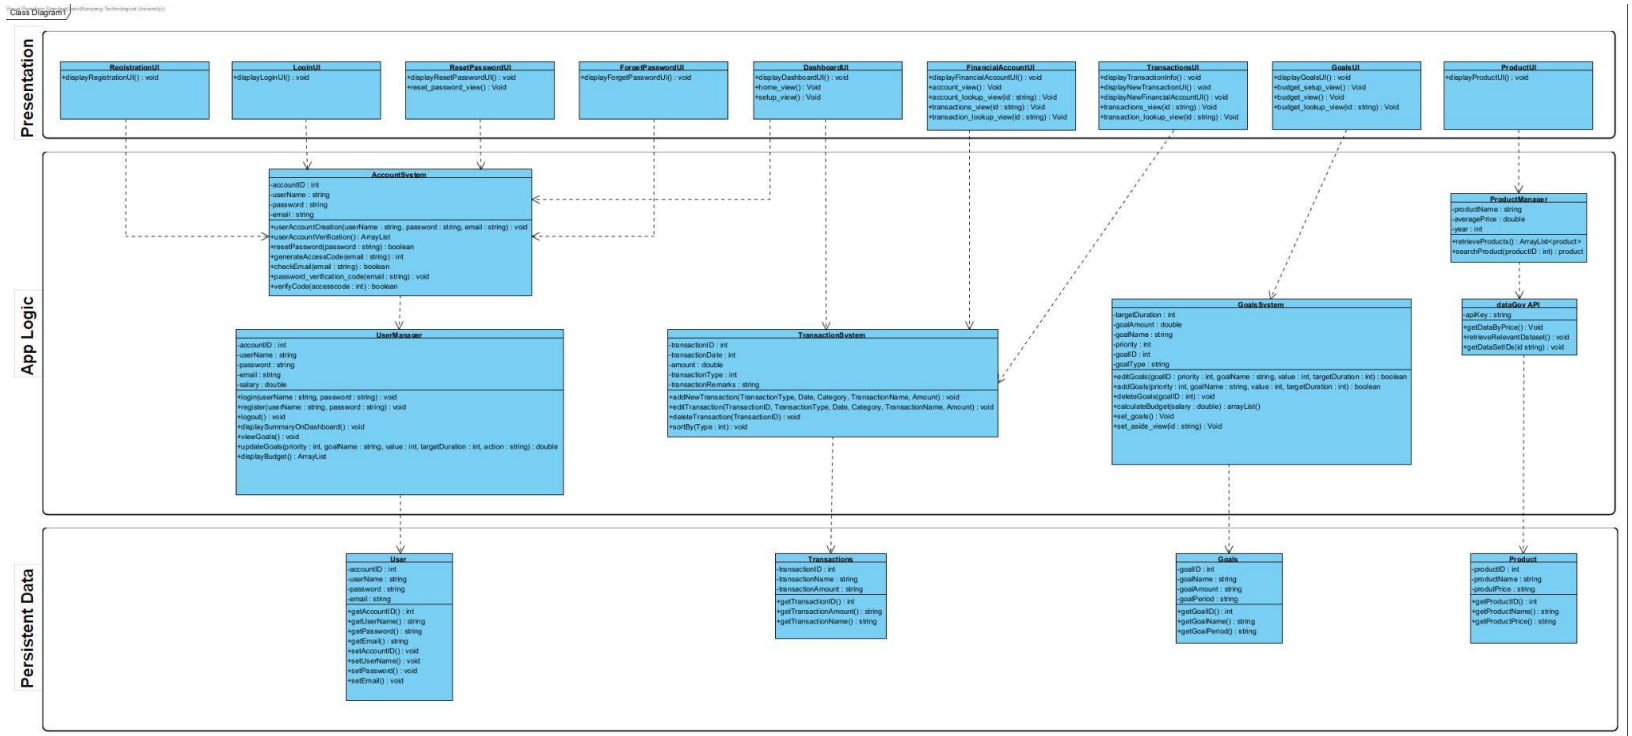 Visual Paradigm Standard(Nanyang Technological University)
Class Diagram1
Presentation
RegistrationUI
+displayRegistrationUI() : void
LoginUI
+displayLoginUI() : void
ResetPasswordUI
+displayResetPasswordUI() : void
+reset_password_view() : Void
ForgetPasswordUI
+displayForgetPasswordUI() : void
DashboardUI
+displayDashboardUI() : void
+home_view() : Void
+setup_view() : Void
FinancialAccountUI
+displayFinancialAccountUI() : void
+account_view() : Void
+account_lookup_view(id : string) : Void
+transactions_view(id : string) : Void
+transaction_lookup_view(id : string) : Void
TransactionsUI
+displayTransactionInfo() : void
+displayNewTransactionUI() : void
+displayNewFinancialAccountUI() : void
+transactions_view(id : string) : Void
+transaction_lookup_view(id : string) : Void
GoalsUI
+displayGoalsUI() : void
+budget_setup_view() : Void
+budget_view() : Void
+budget_lookup_view(id : string) : Void
ProductUI
+displayProductUI() : void
App Logic
AccountSystem
-accountID : int
-userName : string
-password : string
-email : string
+userAccountCreation(userName : string, password : string, email : string) : void
+userAccountVerification() : ArrayList
+resetPassword(password : string) : boolean
+generateAccessCode(email : string) : int
+checkEmail(email : string) : boolean
+password_verification_code(email : string) : void
+verifyCode(accesscode : int) : boolean
ProductManager
-productName : string
-averagePrice : double
-year : int
+retrieveProducts() : ArrayList<product>
+searchProduct(productID : int) : product
UserManager
-accountID : int
-userName : string
-password : string
-email : string
-salary : double
+login(userName : string, password : string) : void
+register(userName : string, password : string) : void
+logout() : void
+displaySummaryOnDashboard() : void
+viewGoals() : void
+updateGoals(priority : int, goalName : string, value : int, targetDuration : int, action : string) : double
+displayBudget() : ArrayList
TransactionSystem
-transactionID : int
-transactionDate : int
-amount : double
-transactionType : int
-transactionRemarks : string
+addNewTransaction(TransactionType, Date, Category, TransactionName, Amount) : void
+editTransaction(TransactionID, TransactionType, Date, Category, TransactionName, Amount) : void
+deleteTransaction(TransactionID) : void
+sortBy(Type : int) : void
GoalsSystem
-targetDuration : int
-goalAmount : double
-goalName : string
-priority : int
-goalID : int
-goalType : string
+editGoals(goalID : priority : int, goalName : string, value : int, targetDuration : int) : boolean
+addGoals(priority : int, goalName : string, value : int, targetDuration : int) : boolean
+deleteGoals(goalID : int) : void
+calculateBudget(salary : double) : arrayList()
+set_goals() : Void
+set_aside_view(id : string) : Void
dataGov API
-apiKey : string
+getDataByPrice() : Void
+retrieveRelevantDataset() : void
+getDataSetIDs(id string) : void
Persistent Data
User
-accountID : int
-userName : string
-password : string
-email : string
+getAccountID() : int
+getUserName() : string
+getPassword() : string
+getEmail() : string
+setAccountID() : void
+setUserName() : void
+setPassword() : void
+setEmail() : void
Transactions
-transactionID : int
-transactionName : string
-transactionAmount : string
+getTransactionID() : int
+getTransactionAmount() : string
+getTransactionName() : string
Goals
-goalID : int
-goalName : string
-goalAmount : string
-goalPeriod : string
+getGoalID() : int
+getGoalName() : string
+getGoalPeriod() : string
Product
-productID : int
-productName : string
-produtPrice : string
+getProductID() : int
+getProductName() : string
+getProductPrice() : string